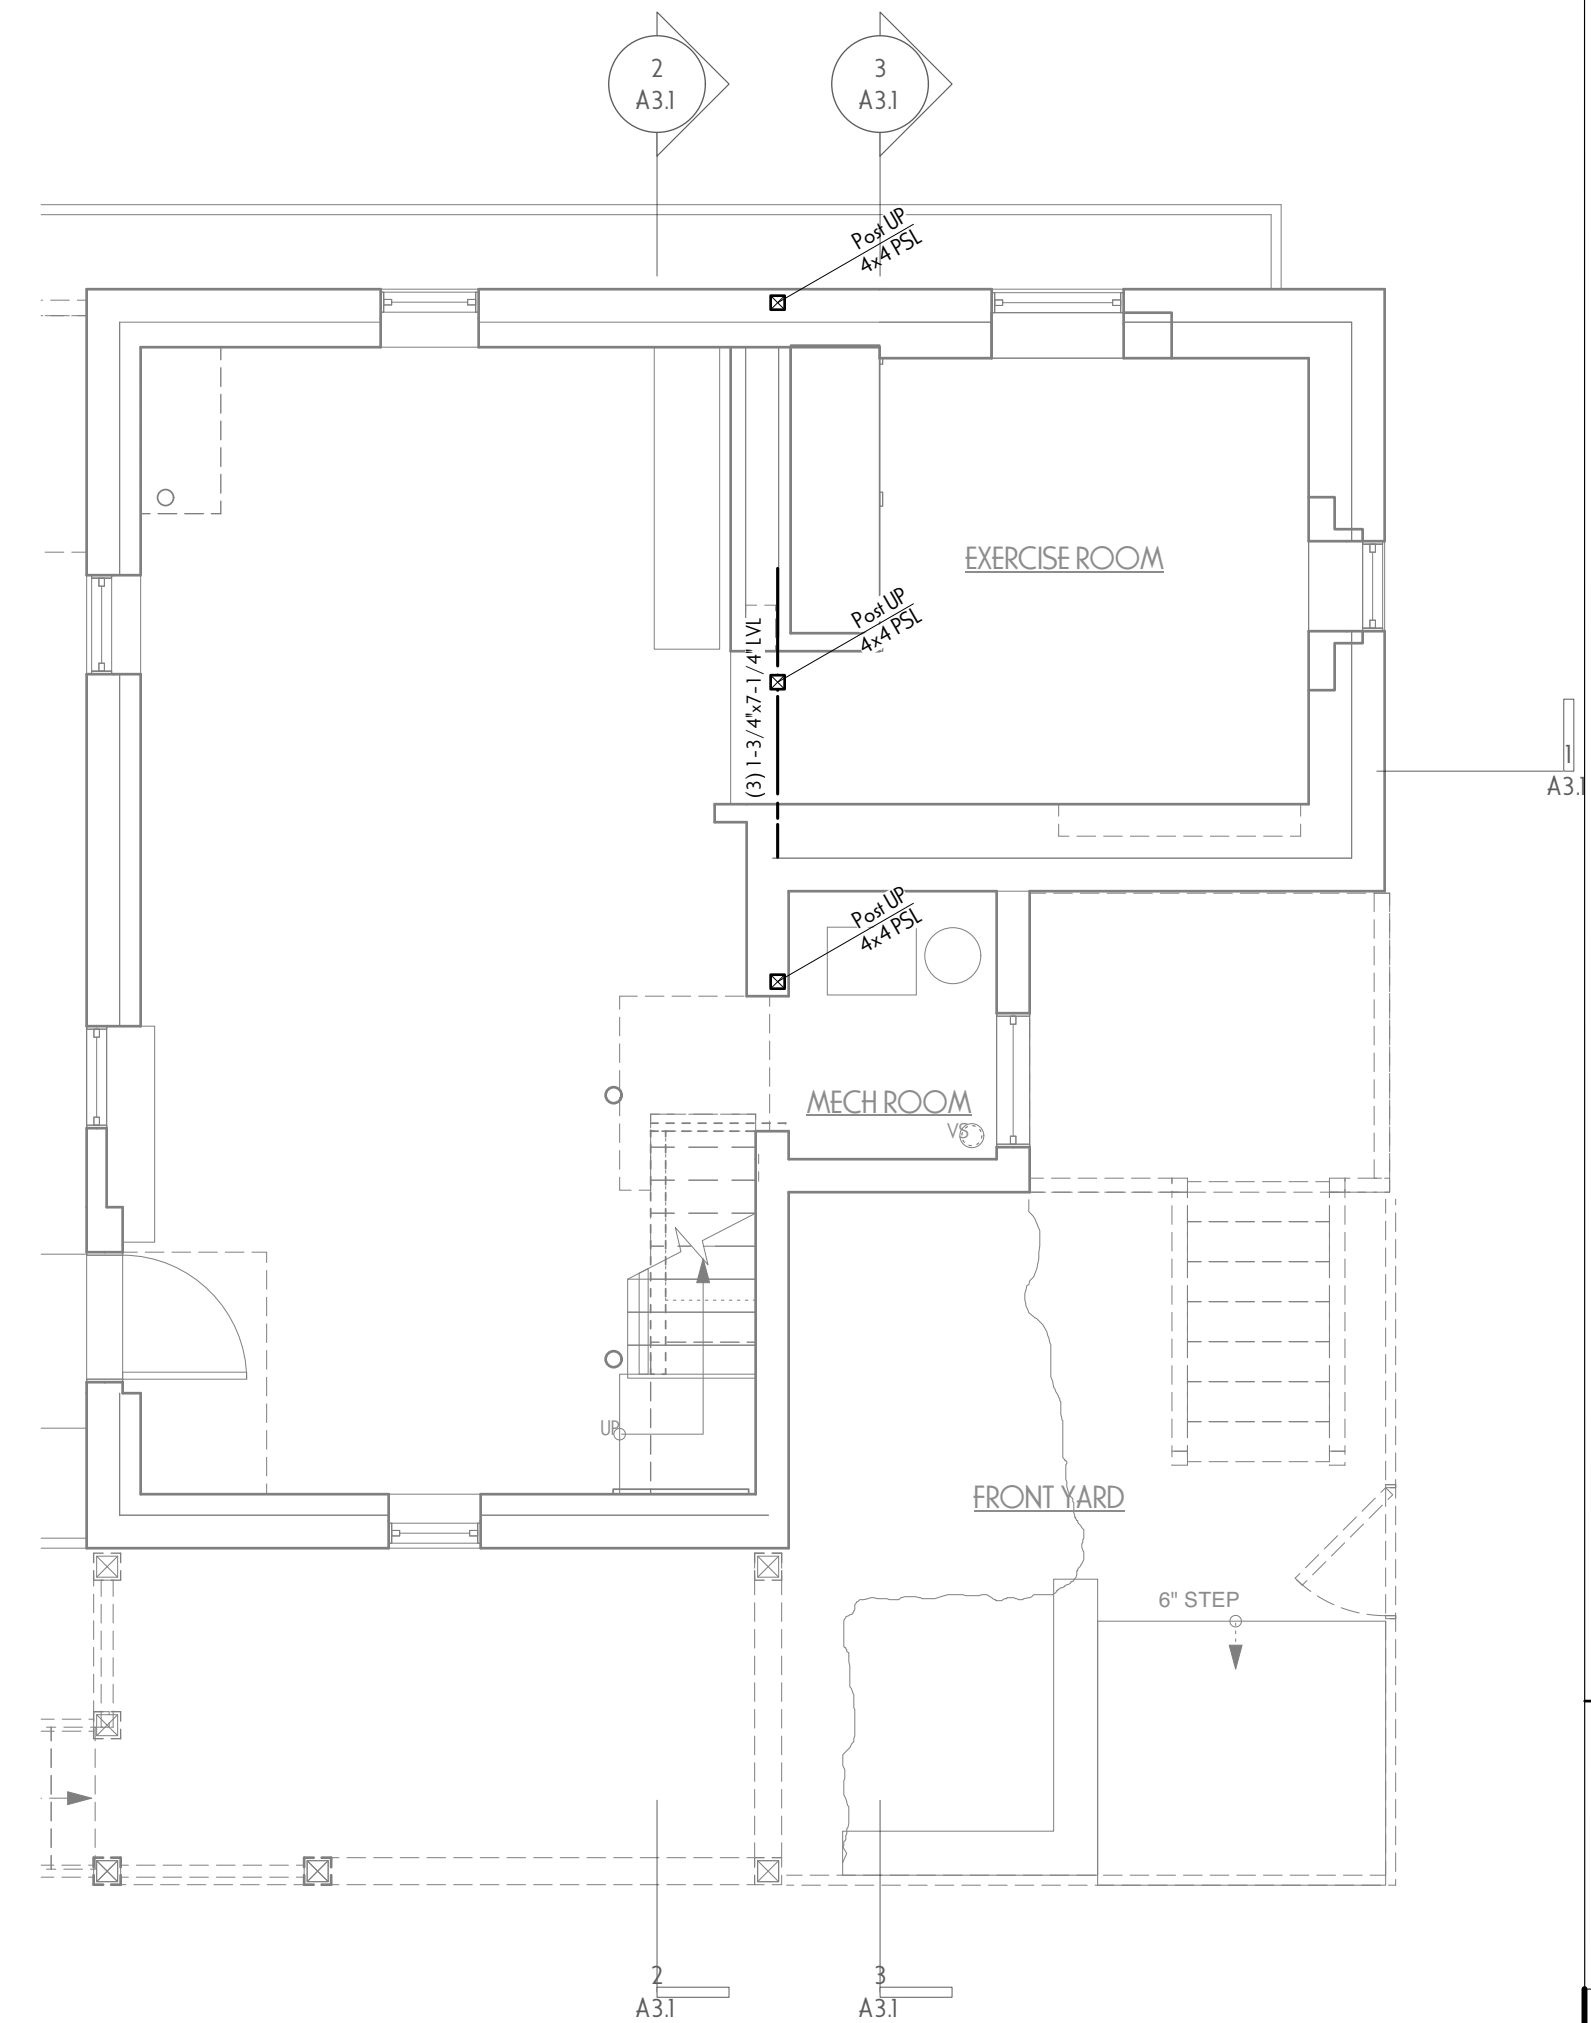 2
A3.1
3
A3.1
Post UP
4x4 PSL
EXERCISE ROOM
Post UP
4x4 PSL
(3) 1-3/4"x7-1/4" LVL
1
A3.1
Post UP
4x4 PSL
MECH ROOM
VS
UP
FRONT YARD
6" STEP
2
A3.1
3
A3.1